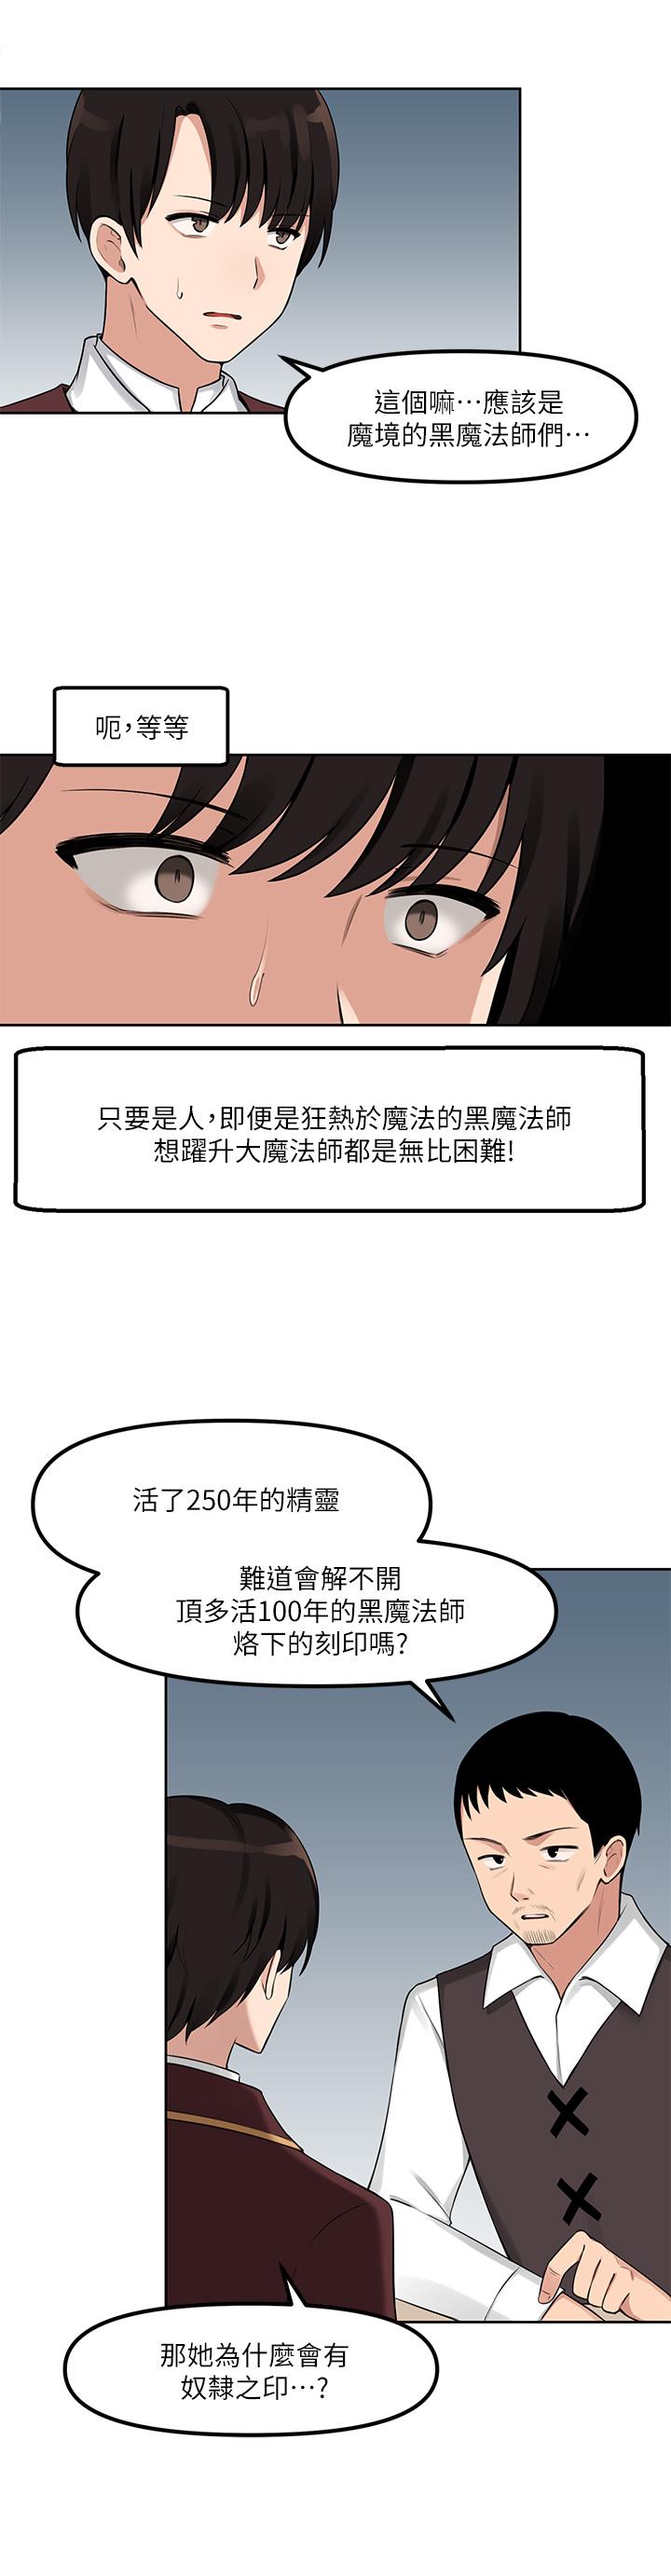 這個嘛…應該是
魔境的黑魔法師們…
呃，等等
只要是人，即便是狂熱於魔法的黑魔法師
想躍升大魔法師都是無比困難!
活了250年的精靈
難道會解不開
頂多活100年的黑魔法師
烙下的刻印嗎?
那她為什麼會有
奴隸之印…?